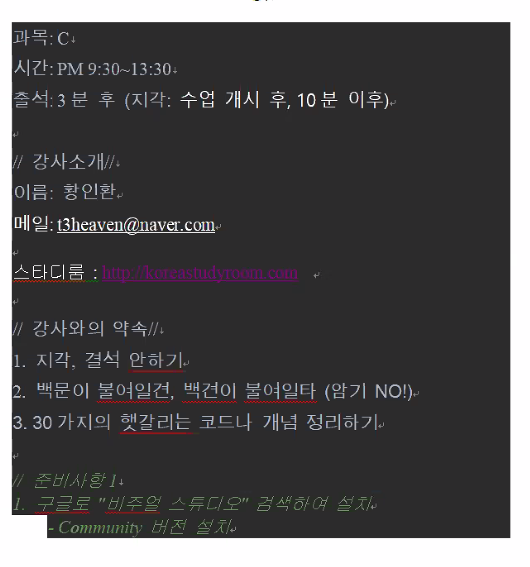 과목: C
시간: PM 9:30~13:30
출석: 3분 후 (지각: 수업 개시 후, 10분 이후)
// 강사소개//
이름: 황인환
메일: t3heaven@naver.com
스타디룸 : http://koreastudyroom.com
// 강사와의 약속//
1. 지각, 결석 안하기
2. 백문이 불여일견, 백견이 불여일타 (암기 NO!)
3. 30가지의 햇갈리는 코드나 개념 정리하기
// 준비사항1
1. 구글로 "비주얼 스튜디오" 검색하여 설치
- Community 버전 설치